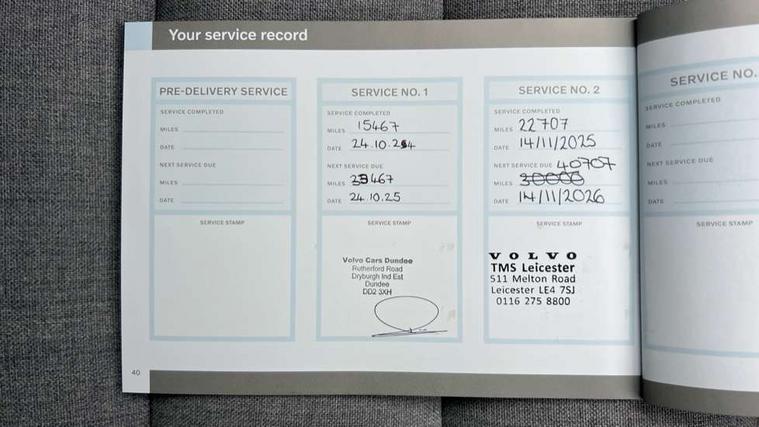 Your service record
PRE-DELIVERY SERVICE
SERVICE COMPLETED
MILES
DATE
NEXT SERVICE DUE
MILES
DATE
SERVICE STAMP
SERVICE NO. 1
SERVICE COMPLETED
MILES 15467
DATE 24.10.24
NEXT SERVICE DUE
MILES 33467
DATE 24.10.25
SERVICE STAMP
Volvo Cars Dundee
Rutherford Road
Dryburgh Ind Est
Dundee
DD2 3XH
SERVICE NO. 2
SERVICE COMPLETED
MILES 22707
DATE 14/11/2025
NEXT SERVICE DUE 40707
MILES
DATE 14/11/2026
SERVICE STAMP
VOLVO
TMS Leicester
511 Melton Road
Leicester LE4 7SJ
0116 275 8800
SERVICE NO.
SERVICE COMPLETED
MILES
DATE
NEXT SERVICE DUE
MILES
DATE
SERVICE STAMP
40